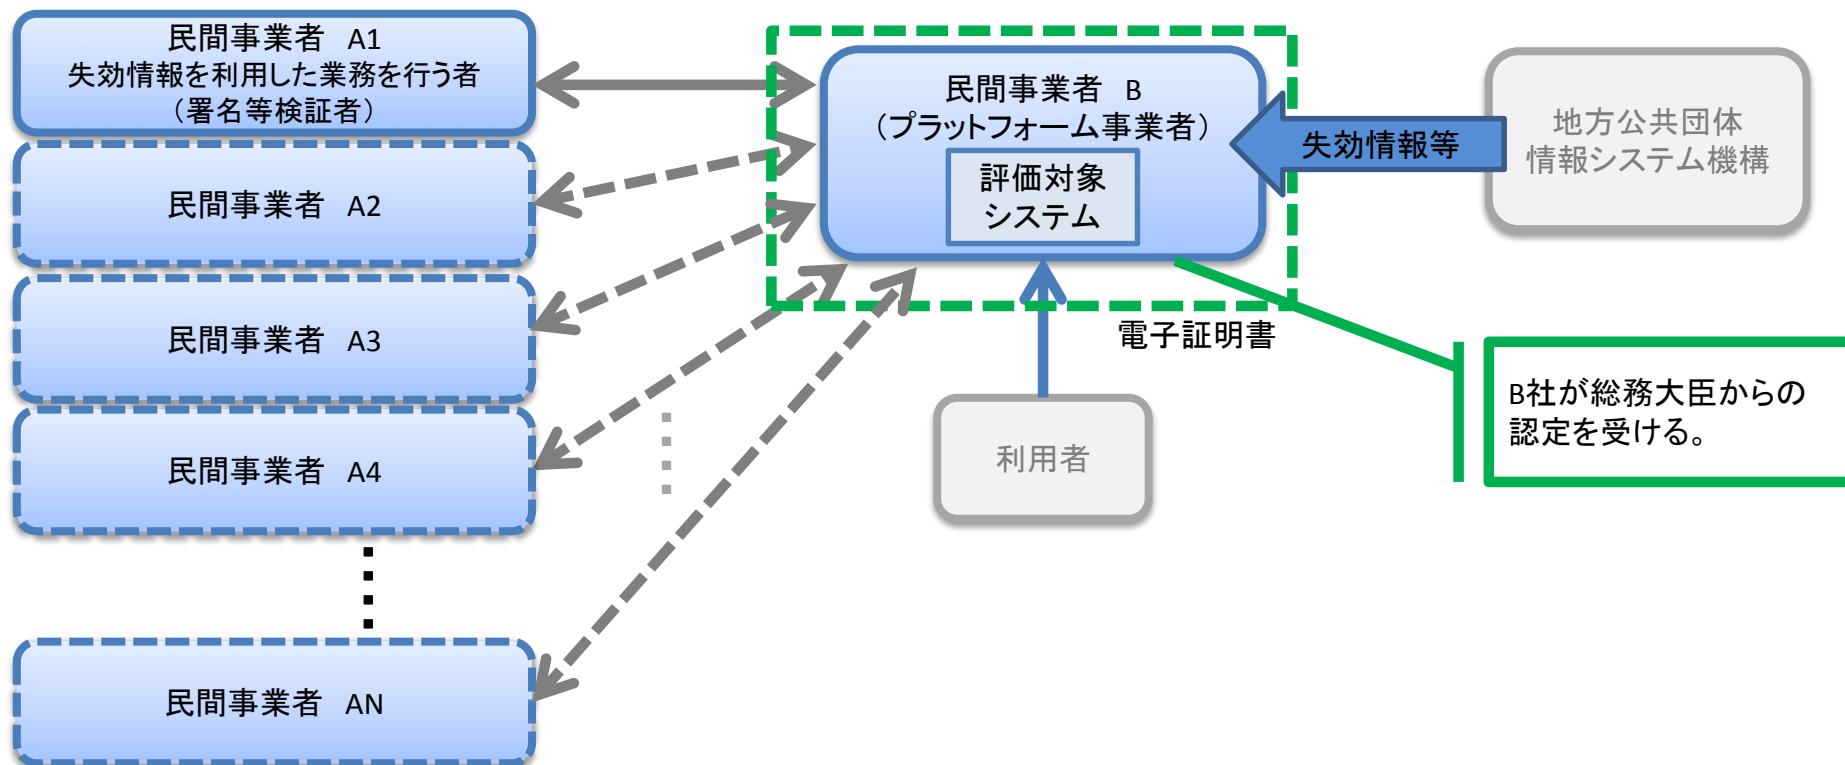 民間事業者 A1
失効情報を利用した業務を行う者
（署名等検証者）
民間事業者 A2
民間事業者 A3
民間事業者 A4
民間事業者 AN
民間事業者 B
（プラットフォーム事業者）
評価対象
システム
失効情報等
地方公共団体
情報システム機構
電子証明書
利用者
B社が総務大臣からの
認定を受ける。